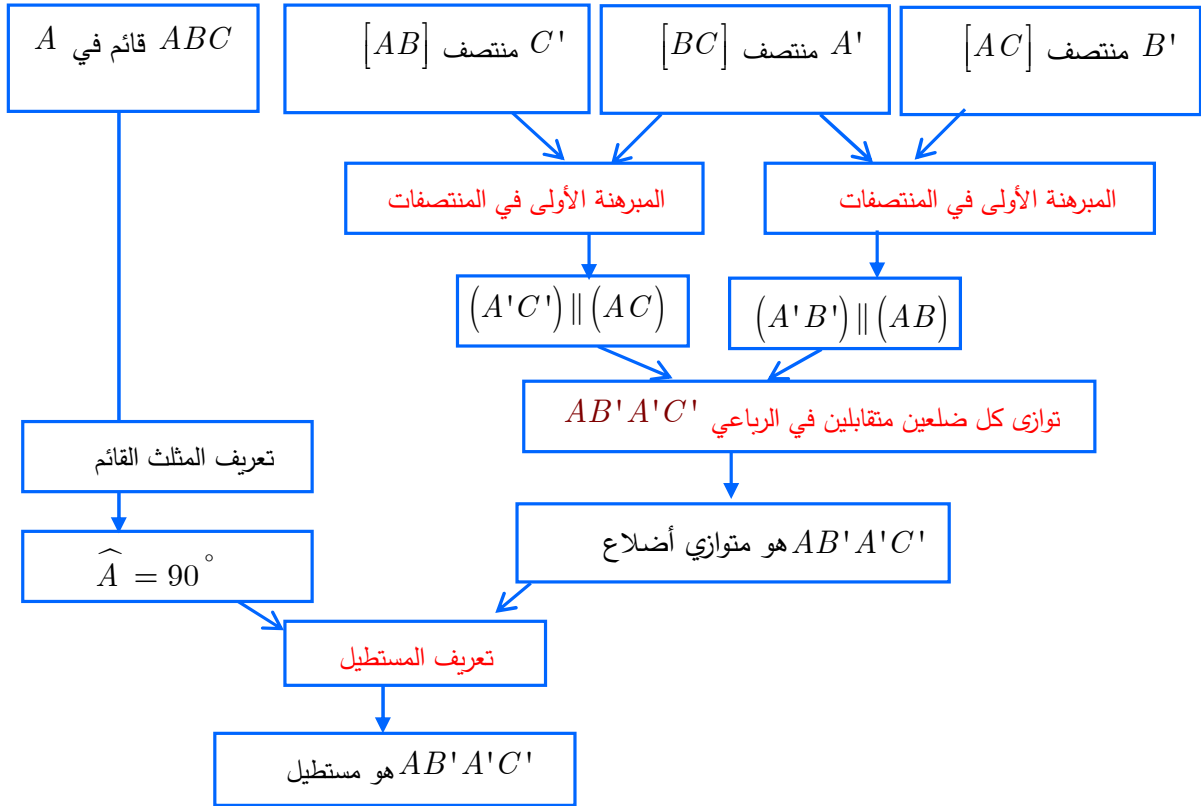 ABC قائم في A
C' منتصف [AB]
A' منتصف [BC]
B' منتصف [AC]
المبرهنة الأولى في المنتصفات
المبرهنة الأولى في المنتصفات
(A'C') ∥ (AC)
(A'B') ∥ (AB)
توازى كل ضلعين متقابلين في الرباعي AB'A'C'
تعريف المثلث القائم
AB'A'C' هو متوازي أضلاع
\widehat{A} = 90°
تعريف المستطيل
AB'A'C' هو مستطيل